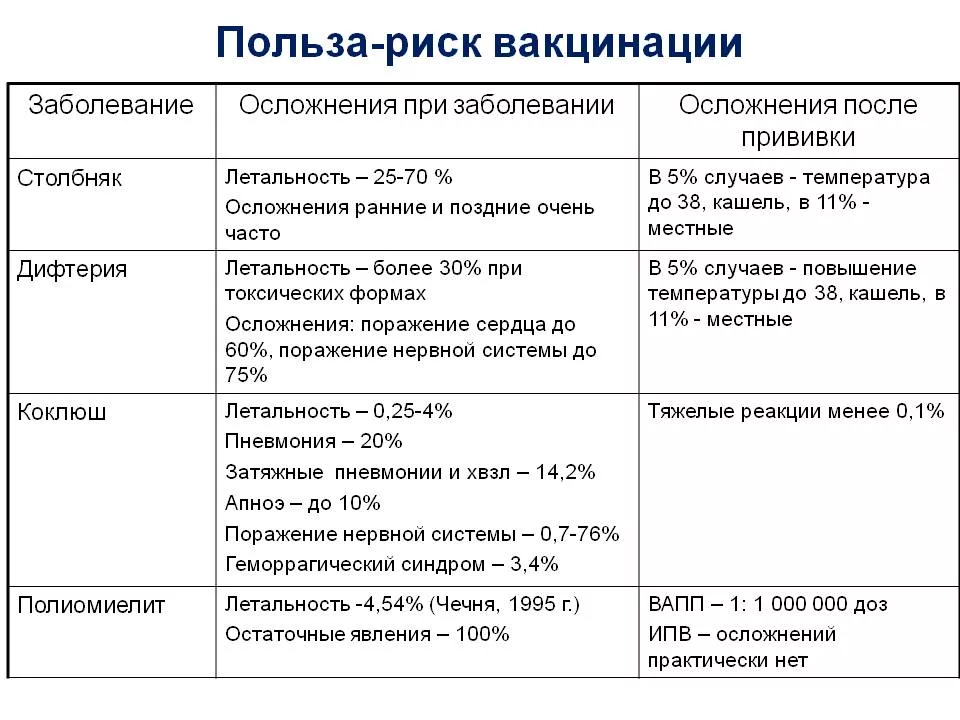 Польза-риск вакцинации
Заболевание
Осложнения при заболевании
Осложнения после
прививки
Столбняк
Летальность – 25-70 %
Осложнения ранние и поздние очень
часто
В 5% случаев - температура
до 38, кашель, в 11% -
местные
Дифтерия
Летальность – более 30% при
токсических формах
Осложнения: поражение сердца до
60%, поражение нервной системы до
75%
В 5% случаев - повышение
температуры до 38, кашель, в
11% - местные
Коклюш
Летальность – 0,25-4%
Пневмония – 20%
Затяжные пневмонии и хвзл – 14,2%
Апноэ – до 10%
Поражение нервной системы – 0,7-76%
Геморрагический синдром – 3,4%
Тяжелые реакции менее 0,1%
Полиомиелит
Летальность -4,54% (Чечня, 1995 г.)
Остаточные явления – 100%
ВАПП – 1: 1 000 000 доз
ИПВ – осложнений
практически нет